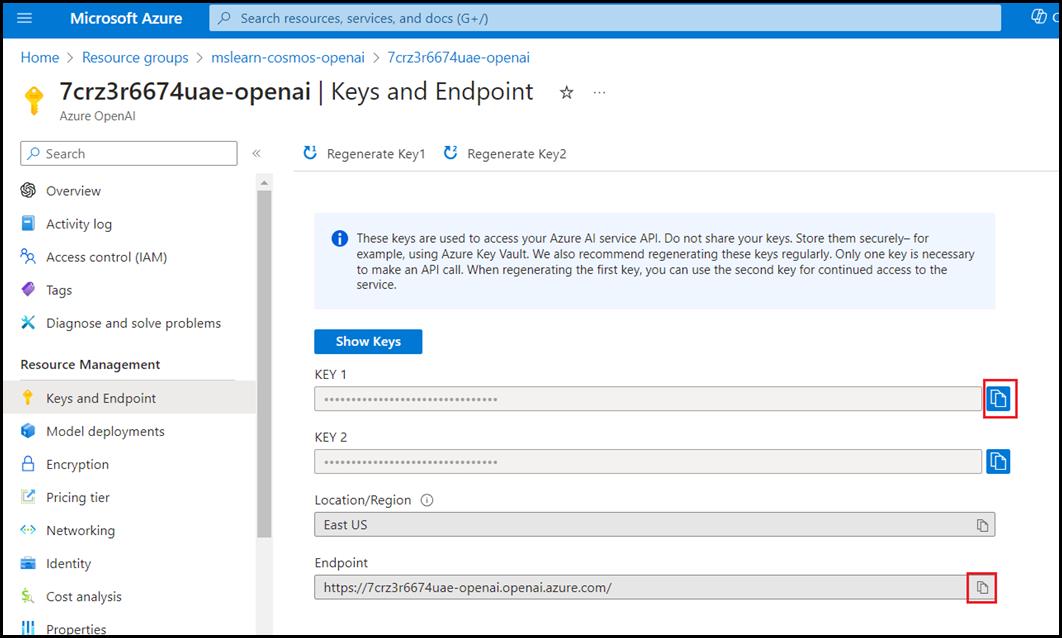 Microsoft Azure
Search resources, services, and docs (G+/)
Home > Resource groups > mslearn-cosmos-openai > 7crz3r6674uae-openai
7crz3r6674uae-openai | Keys and Endpoint
Azure OpenAI
Search
Regenerate Key1
Regenerate Key2
Overview
Activity log
Access control (IAM)
Tags
Diagnose and solve problems
Resource Management
Keys and Endpoint
Model deployments
Encryption
Pricing tier
Networking
Identity
Cost analysis
Properties
These keys are used to access your Azure AI service API. Do not share your keys. Store them securely– for
example, using Azure Key Vault. We also recommend regenerating these keys regularly. Only one key is necessary
to make an API call. When regenerating the first key, you can use the second key for continued access to the
service.
Show Keys
KEY 1
KEY 2
Location/Region
East US
Endpoint
https://7crz3r6674uae-openai.openai.azure.com/